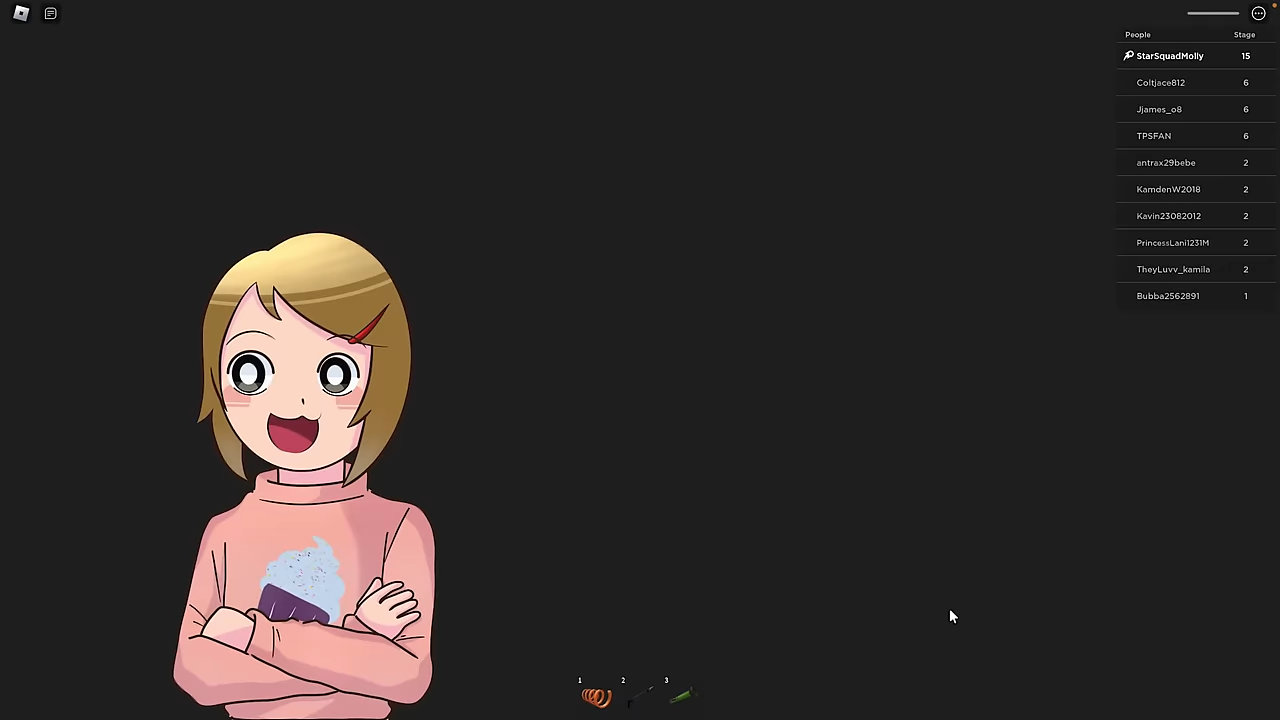 People Stage
StarSquadMolly 15
Coltjace812 6
Jjames_o8 6
TPSFAN 6
antrax29bebe 2
KamdenW2018 2
Kavin23082012 2
PrincessLani1231M 2
TheyLuvv_kamila 2
Bubba2562891 1
1 2 3